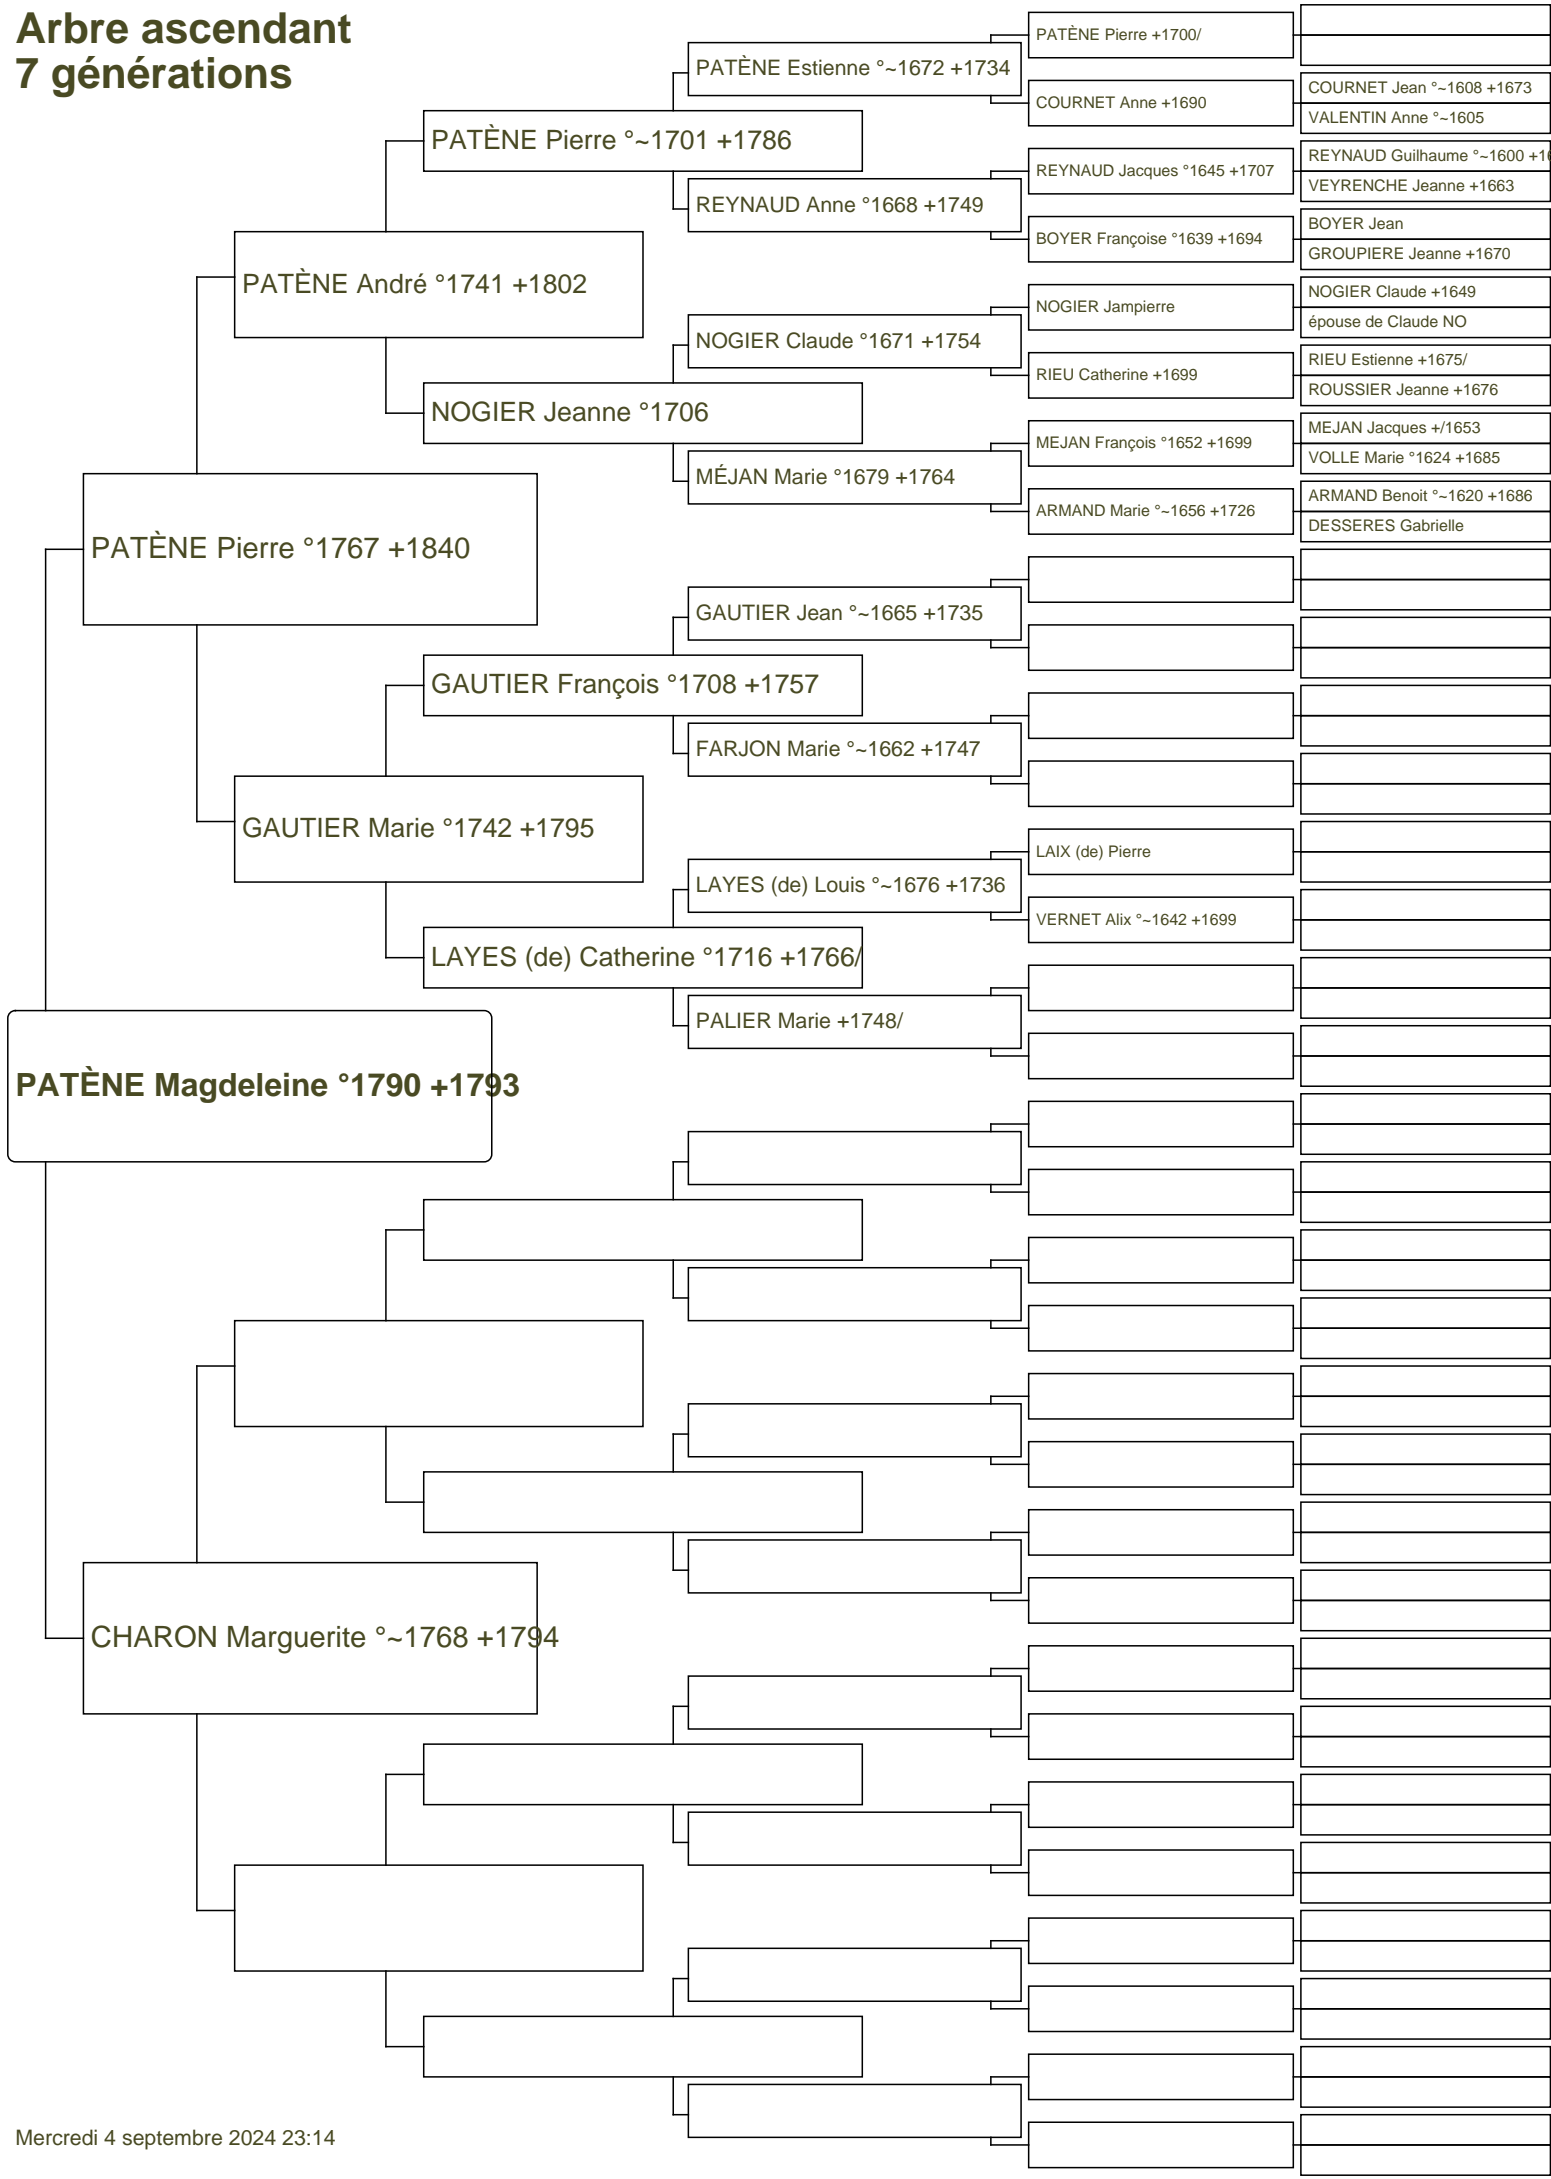 Arbre ascendant
7 générations
PATÈNE Magdeleine °1790 +1793
PATÈNE Pierre °1767 +1840
CHARON Marguerite °~1768 +1794
PATÈNE André °1741 +1802
GAUTIER Marie °1742 +1795
PATÈNE Pierre °~1701 +1786
NOGIER Jeanne °1706
GAUTIER François °1708 +1757
LAYES (de) Catherine °1716 +1766/
PATÈNE Estienne °~1672 +1734
REYNAUD Anne °1668 +1749
NOGIER Claude °1671 +1754
MÉJAN Marie °1679 +1764
GAUTIER Jean °~1665 +1735
FARJON Marie °~1662 +1747
LAYES (de) Louis °~1676 +1736
PALIER Marie +1748/
PATÈNE Pierre +1700/
COURNET Anne +1690
REYNAUD Jacques °1645 +1707
BOYER Françoise °1639 +1694
NOGIER Jampierre
RIEU Catherine +1699
MEJAN François °1652 +1699
ARMAND Marie °~1656 +1726
LAIX (de) Pierre
VERNET Alix °~1642 +1699
COURNET Jean °~1608 +1673
VALENTIN Anne °~1605
REYNAUD Guilhaume °~1600
VEYRENCHE Jeanne +1663
BOYER Jean
GROUPIERE Jeanne +1670
NOGIER Claude +1649
épouse de Claude NO
RIEU Estienne +1675/
ROUSSIER Jeanne +1676
MEJAN Jacques +/1653
VOLLE Marie °1624 +1685
ARMAND Benoit °~1620 +1686
DESSERES Gabrielle
Mercredi 4 septembre 2024 23:14